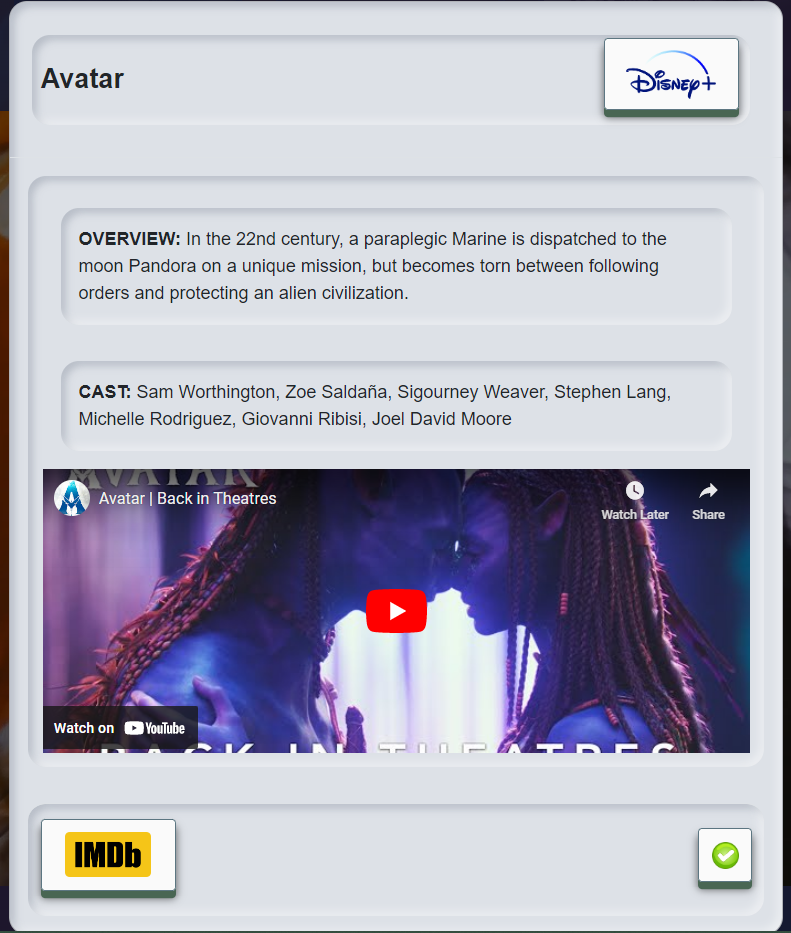 Avatar
Disney+
OVERVIEW: In the 22nd century, a paraplegic Marine is dispatched to the
moon Pandora on a unique mission, but becomes torn between following
orders and protecting an alien civilization.
CAST: Sam Worthington, Zoe Saldaña, Sigourney Weaver, Stephen Lang,
Michelle Rodriguez, Giovanni Ribisi, Joel David Moore
AVATAR
Avatar | Back in Theatres
Watch Later
Share
Watch on YouTube
BACK IN THEATRES
IMDb